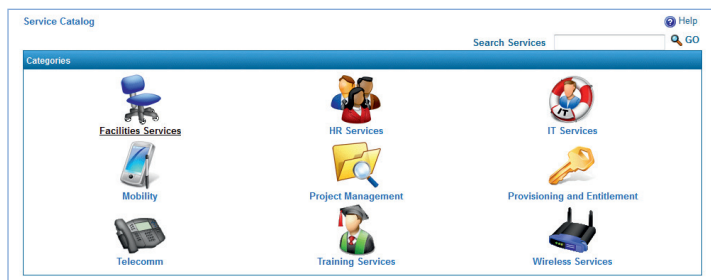 Service Catalog
Help
Search Services
GO
Categories
Facilities Services
HR Services
IT
IT Services
Mobility
Project Management
Provisioning and Entitlement
Telecomm
Training Services
Wireless Services